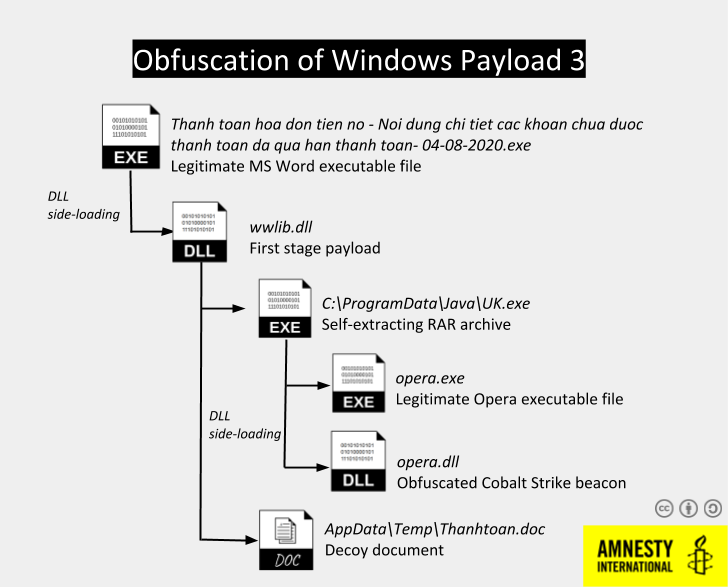 Obfuscation of Windows Payload 3
00101010101
01010000101
11101010101
EXE
Thanh toan hoa don tien no - Noi dung chi tiet cac khoan chua duoc
thanh toan da qua han thanh toan- 04-08-2020.exe
Legitimate MS Word executable file
DLL
side-loading
00101010101
01010000101
11101010101
DLL
wwlib.dll
First stage payload
00101010101
01010000101
11101010101
EXE
C:\ProgramData\Java\UK.exe
Self-extracting RAR archive
00101010101
01010000101
11101010101
EXE
opera.exe
Legitimate Opera executable file
DLL
side-loading
00101010101
01010000101
11101010101
DLL
opera.dll
Obfuscated Cobalt Strike beacon
DOC
AppData\Temp\Thanhtoan.doc
Decoy document
cc
AMNESTY
INTERNATIONAL